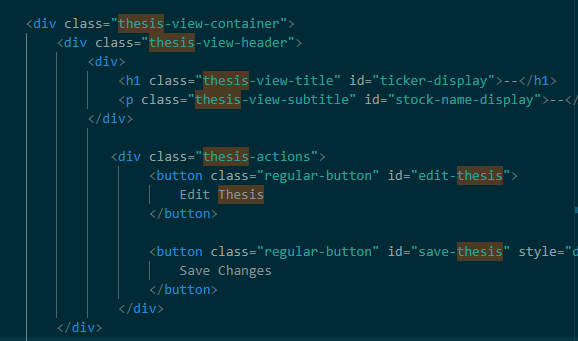 <div class="thesis-view-container">
<div class="thesis-view-header">
<div>
<h1 class="thesis-view-title" id="ticker-display">--</h1>
<p class="thesis-view-subtitle" id="stock-name-display">--</
</div>
<div class="thesis-actions">
<button class="regular-button" id="edit-thesis">
Edit Thesis
</button>
<button class="regular-button" id="save-thesis" style="d
Save Changes
</button>
</div>
</div>